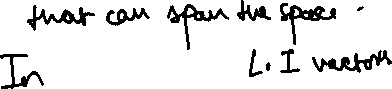 that can span the space.
In L.I vectors